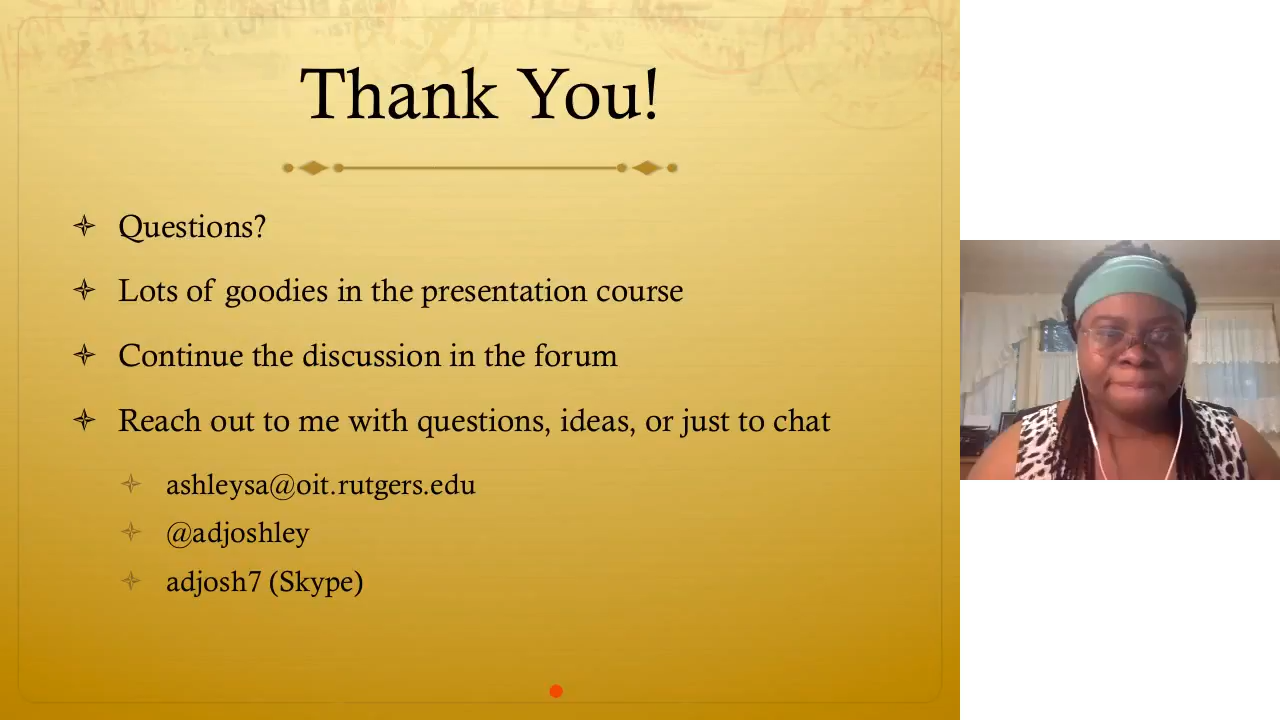 Thank You!
Questions?
Lots of goodies in the presentation course
Continue the discussion in the forum
Reach out to me with questions, ideas, or just to chat
ashleysa@oit.rutgers.edu
@adjoshley
adjosh7 (Skype)